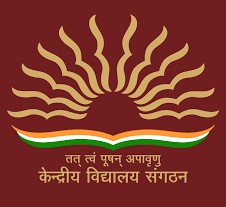 तत् त्वं पूषन् अपावृणु
केन्द्रीय विद्यालय संगठन